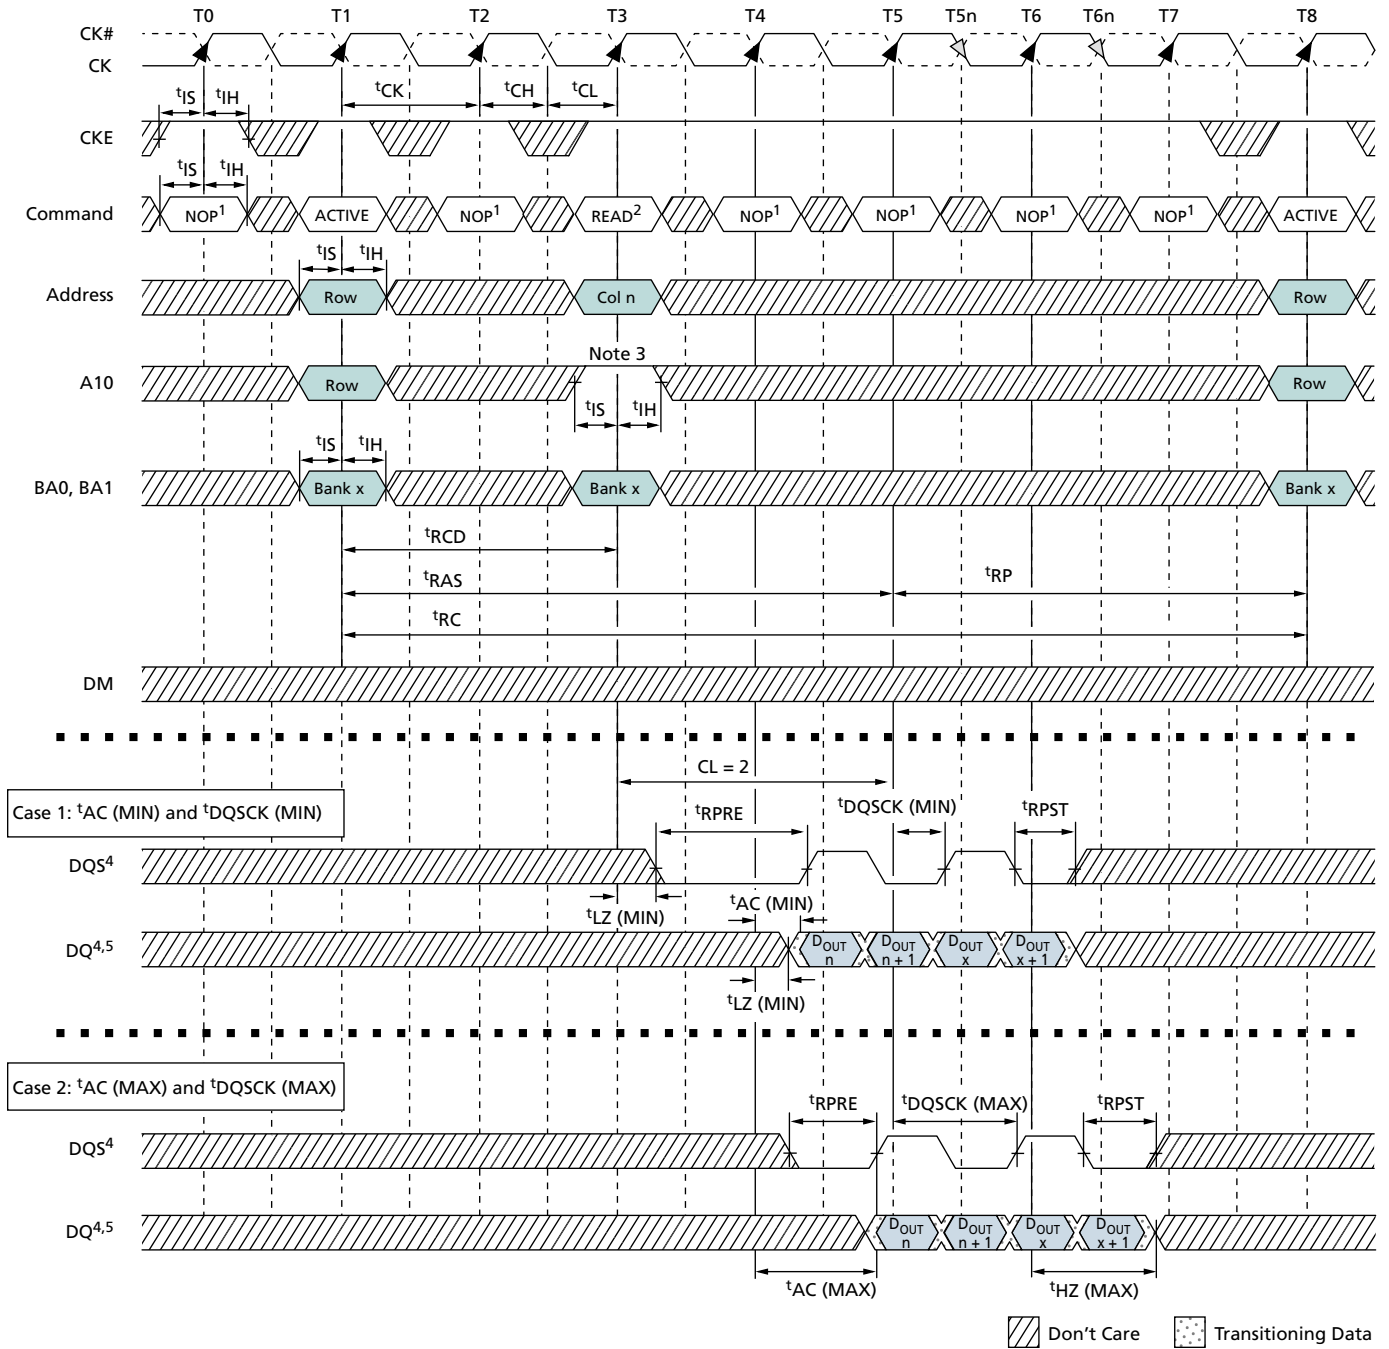 T0 T1 T2 T3 T4 T5 T5n T6 T6n T7 T8
CK#
CK
tIS tIH tCK tCH tCL
CKE
tIS tIH
Command NOP1 ACTIVE NOP1 READ2 NOP1 NOP1 NOP1 NOP1 ACTIVE
tIS tIH
Address Row Col n Row
Note 3
A10 Row Row
tIS tIH
tIS tIH
BA0, BA1 Bank x Bank x Bank x
tRCD
tRAS tRP
tRC
DM
CL = 2
Case 1: tAC (MIN) and tDQSCK (MIN) tRPRE tDQSCK (MIN) tRPST
DQS4
tLZ (MIN) tAC (MIN)
DQ4,5 DOUT n DOUT n + 1 DOUT x DOUT x + 1
tLZ (MIN)
Case 2: tAC (MAX) and tDQSCK (MAX) tRPRE tDQSCK (MAX) tRPST
DQS4
DQ4,5 DOUT n DOUT n + 1 DOUT x DOUT x + 1
tAC (MAX) tHZ (MAX)
Don't Care Transitioning Data